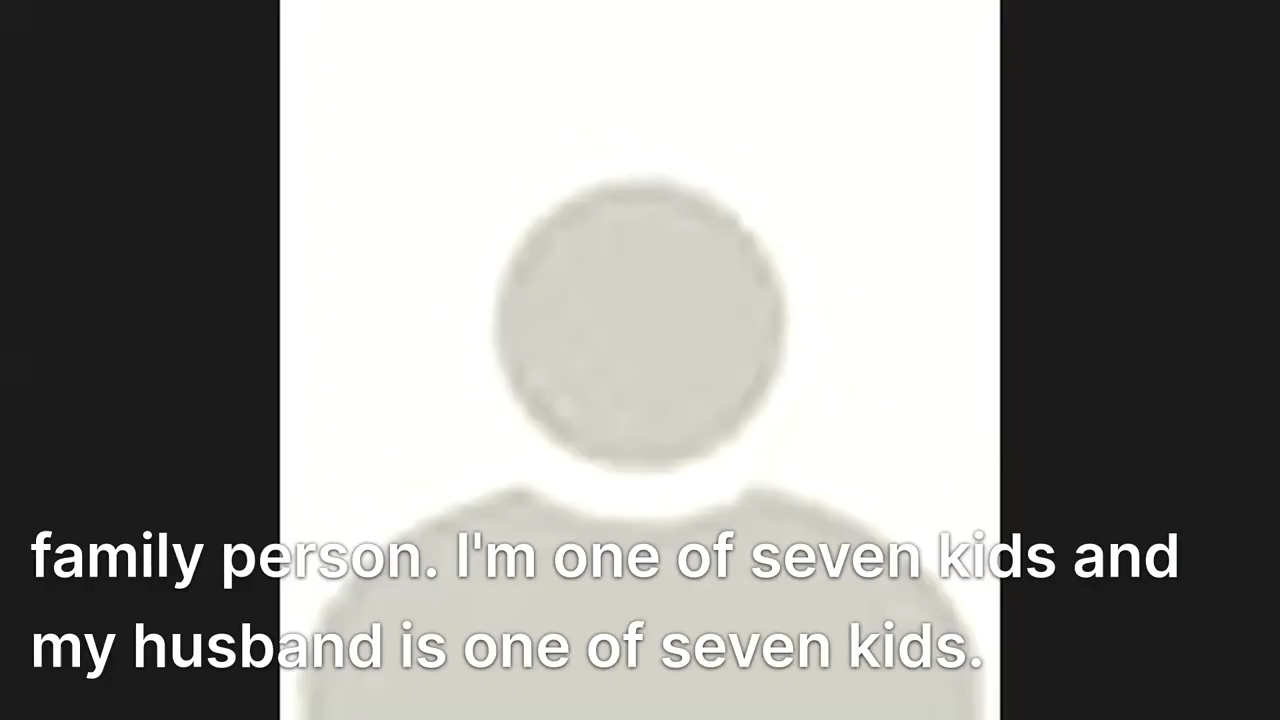 family person. I'm one of seven kids and
my husband is one of seven kids.